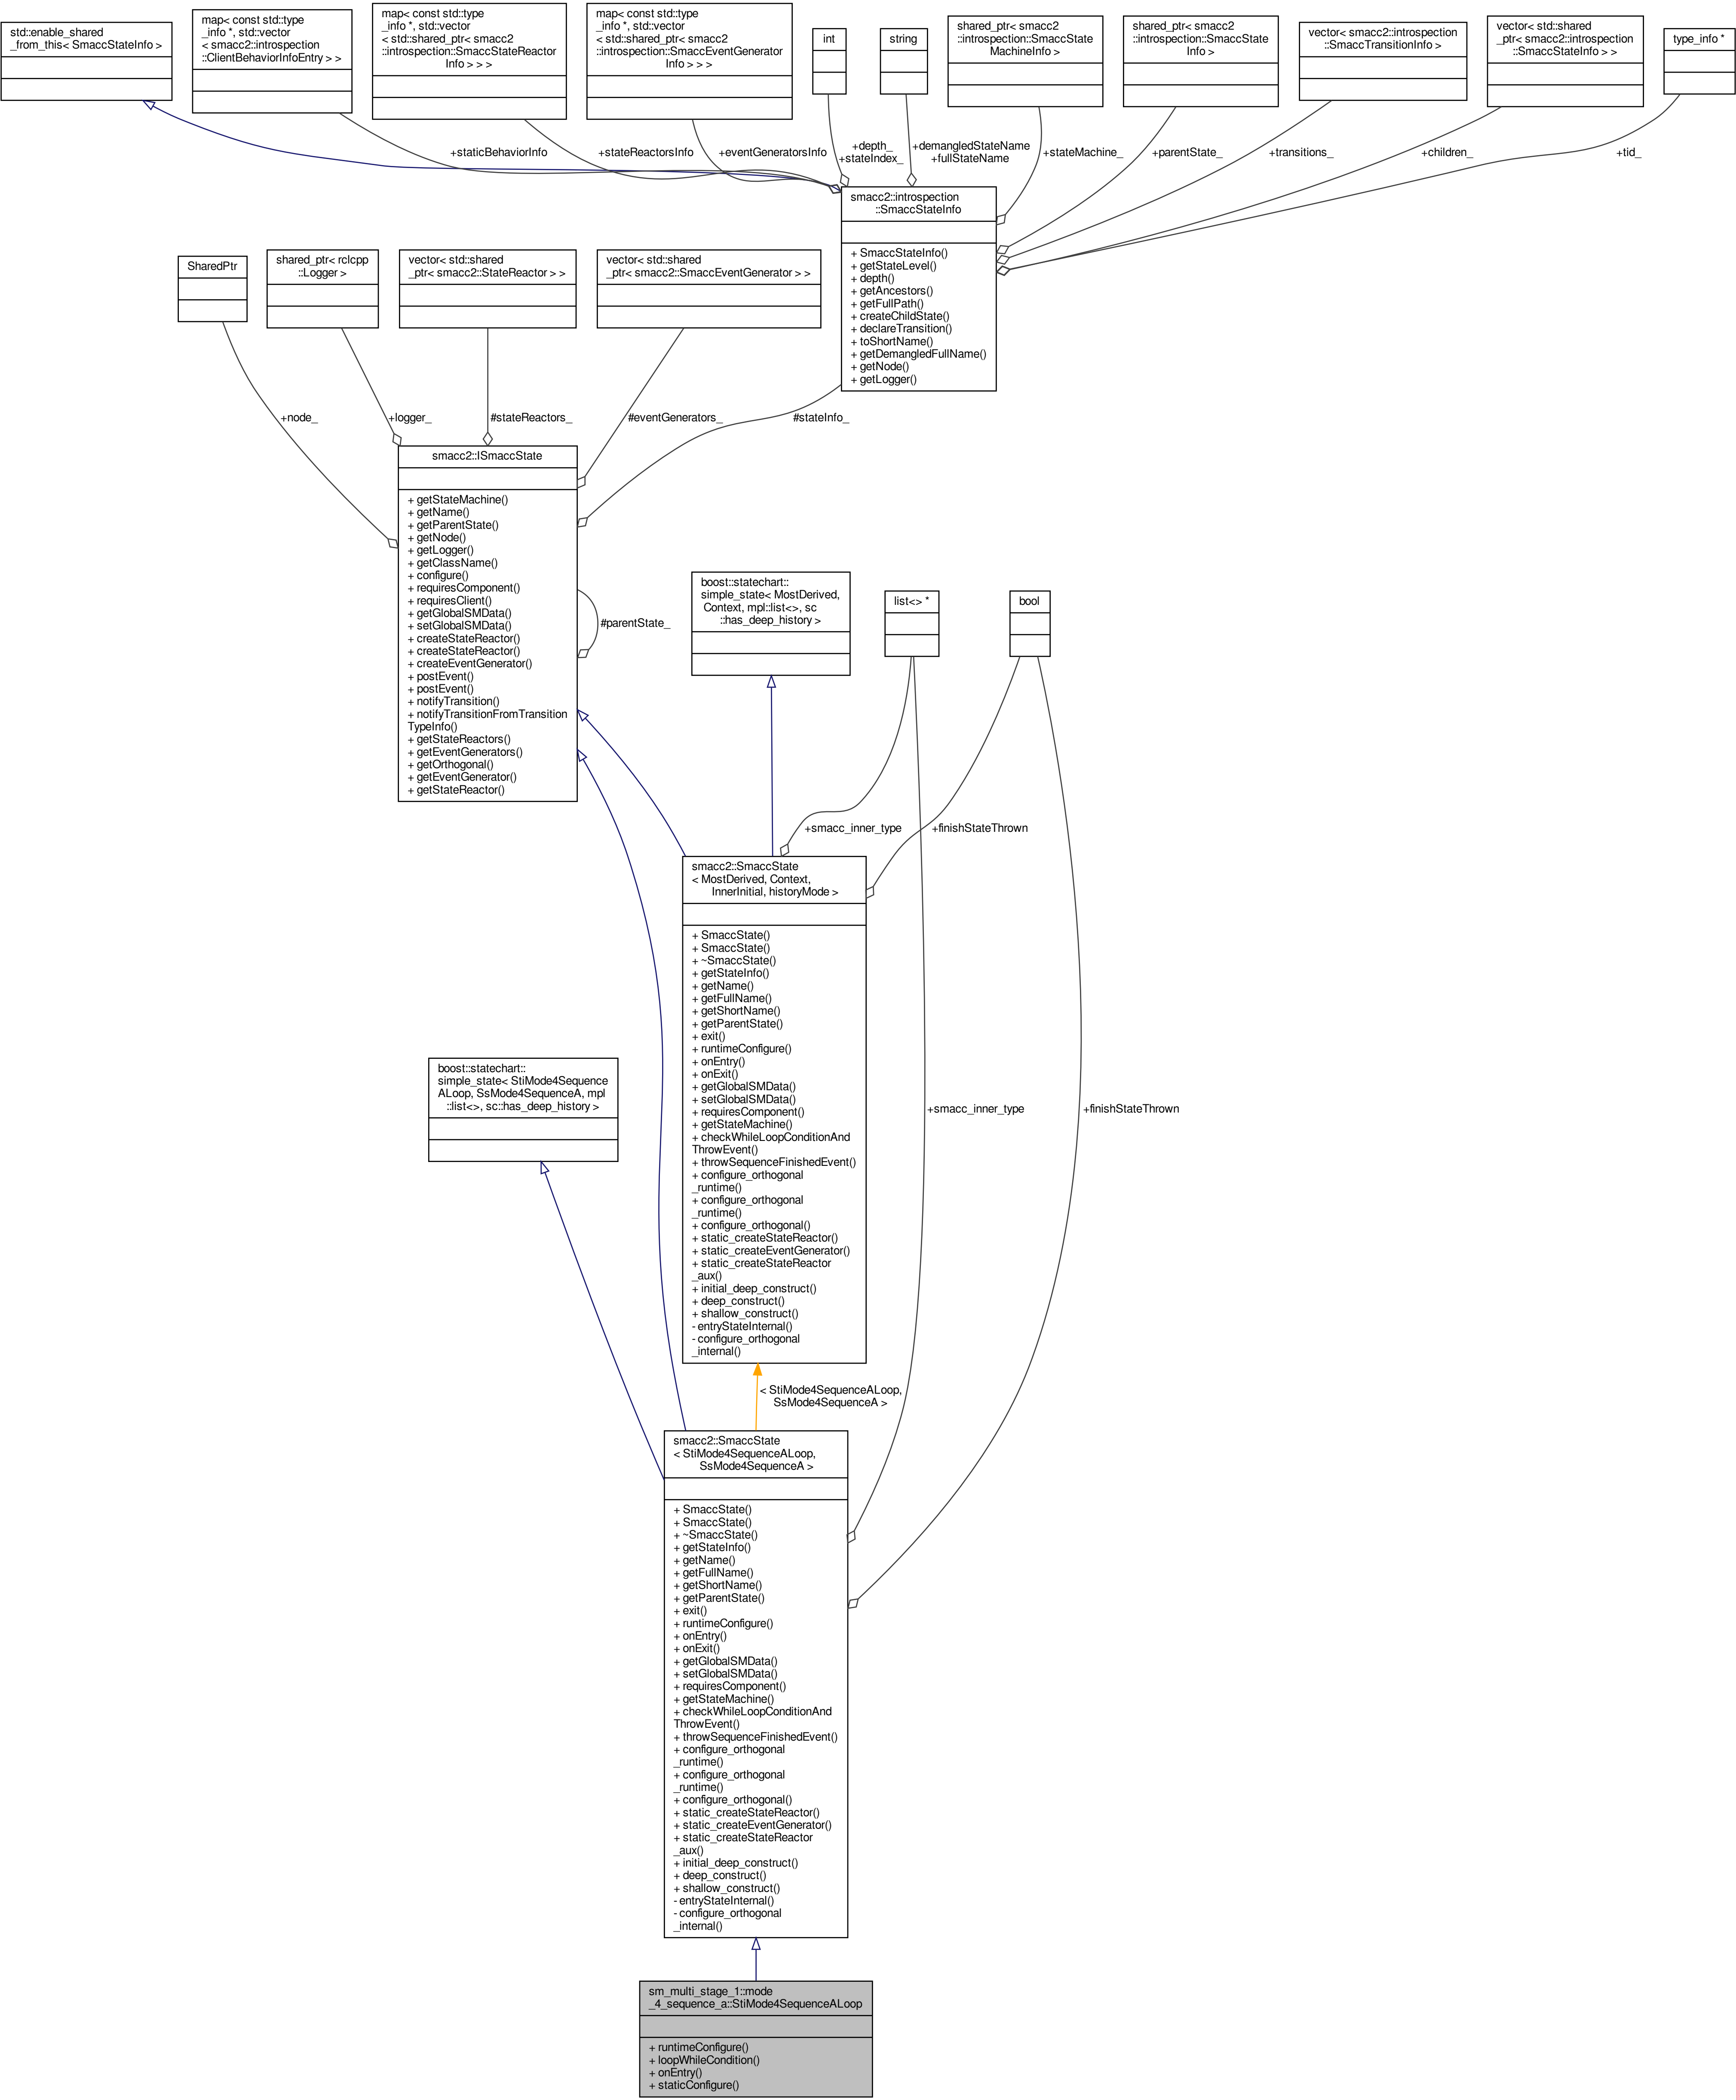 std::enable_shared
_from_this< SmaccStateInfo >
map< const std::type
_info *, std::vector
< smacc2::introspection
::ClientBehaviorInfoEntry > >
map< const std::type
_info *, std::vector
< std::shared_ptr< smacc2
::introspection::SmaccStateReactor
Info > > >
map< const std::type
_info *, std::vector
< std::shared_ptr< smacc2
::introspection::SmaccEventGenerator
Info > > >
int
string
shared_ptr< smacc2
::introspection::SmaccState
MachineInfo >
shared_ptr< smacc2
::introspection::SmaccState
Info >
vector< smacc2::introspection
::SmaccTransitionInfo >
vector< std::shared
_ptr< smacc2::introspection
::SmaccStateInfo > >
type_info *
+staticBehaviorInfo
+stateReactorsInfo
+eventGeneratorsInfo
+depth_
+stateIndex_
+demangledStateName
+fullStateName
+stateMachine_
+parentState_
+transitions_
+children_
+tid_
smacc2::introspection
::SmaccStateInfo
+ SmaccStateInfo()
+ getStateLevel()
+ depth()
+ getAncestors()
+ getFullPath()
+ createChildState()
+ declareTransition()
+ toShortName()
+ getDemangledFullName()
+ getNode()
+ getLogger()
SharedPtr
shared_ptr< rclcpp
::Logger >
vector< std::shared
_ptr< smacc2::StateReactor > >
vector< std::shared
_ptr< smacc2::SmaccEventGenerator > >
+node_
+logger_
#stateReactors_
#eventGenerators_
#stateInfo_
smacc2::ISmaccState
+ getStateMachine()
+ getName()
+ getParentState()
+ getNode()
+ getLogger()
+ getClassName()
+ configure()
+ requiresComponent()
+ requiresClient()
+ getGlobalSMData()
+ setGlobalSMData()
+ createStateReactor()
+ createStateReactor()
+ createEventGenerator()
+ postEvent()
+ postEvent()
+ notifyTransition()
+ notifyTransitionFromTransition
TypeInfo()
+ getStateReactors()
+ getEventGenerators()
+ getOrthogonal()
+ getEventGenerator()
+ getStateReactor()
#parentState_
boost::statechart::
simple_state< MostDerived,
Context, mpl::list<>, sc
::has_deep_history >
list<> *
bool
+smacc_inner_type
+finishStateThrown
smacc2::SmaccState
< MostDerived, Context,
InnerInitial, historyMode >
+ SmaccState()
+ SmaccState()
+ ~SmaccState()
+ getStateInfo()
+ getName()
+ getFullName()
+ getShortName()
+ getParentState()
+ exit()
+ runtimeConfigure()
+ onEntry()
+ onExit()
+ getGlobalSMData()
+ setGlobalSMData()
+ requiresComponent()
+ getStateMachine()
+ checkWhileLoopConditionAnd
ThrowEvent()
+ throwSequenceFinishedEvent()
+ configure_orthogonal
_runtime()
+ configure_orthogonal
_runtime()
+ configure_orthogonal()
+ static_createStateReactor()
+ static_createEventGenerator()
+ static_createStateReactor
_aux()
+ initial_deep_construct()
+ deep_construct()
+ shallow_construct()
- entryStateInternal()
- configure_orthogonal
_internal()
boost::statechart::
simple_state< StiMode4Sequence
ALoop, SsMode4SequenceA, mpl
::list<>, sc::has_deep_history >
+smacc_inner_type
+finishStateThrown
< StiMode4SequenceALoop,
SsMode4SequenceA >
smacc2::SmaccState
< StiMode4SequenceALoop,
SsMode4SequenceA >
+ SmaccState()
+ SmaccState()
+ ~SmaccState()
+ getStateInfo()
+ getName()
+ getFullName()
+ getShortName()
+ getParentState()
+ exit()
+ runtimeConfigure()
+ onEntry()
+ onExit()
+ getGlobalSMData()
+ setGlobalSMData()
+ requiresComponent()
+ getStateMachine()
+ checkWhileLoopConditionAnd
ThrowEvent()
+ throwSequenceFinishedEvent()
+ configure_orthogonal
_runtime()
+ configure_orthogonal
_runtime()
+ configure_orthogonal()
+ static_createStateReactor()
+ static_createEventGenerator()
+ static_createStateReactor
_aux()
+ initial_deep_construct()
+ deep_construct()
+ shallow_construct()
- entryStateInternal()
- configure_orthogonal
_internal()
sm_multi_stage_1::mode
_4_sequence_a::StiMode4SequenceALoop
+ runtimeConfigure()
+ loopWhileCondition()
+ onEntry()
+ staticConfigure()